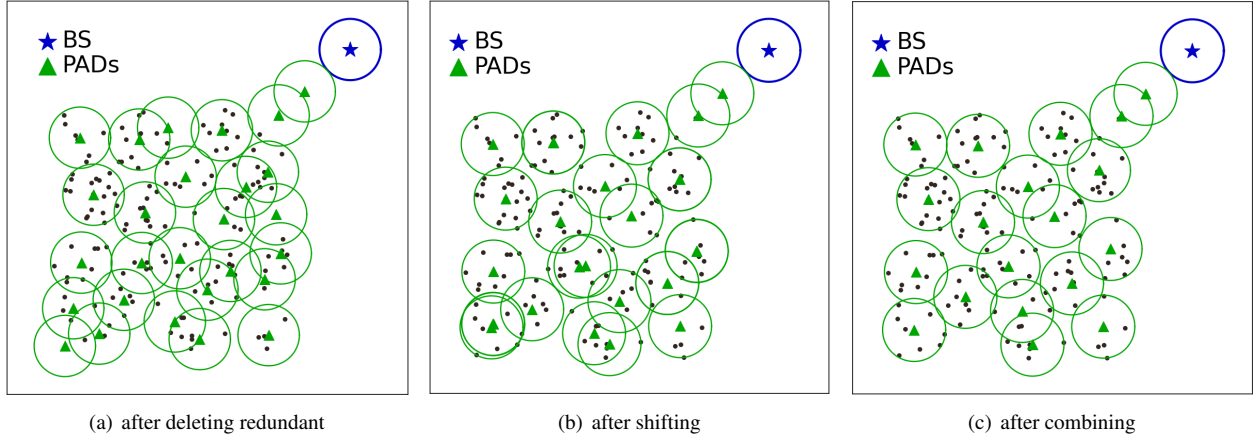 BS
PADs
BS
PADs
BS
PADs
(a) after deleting redundant
(b) after shifting
(c) after combining